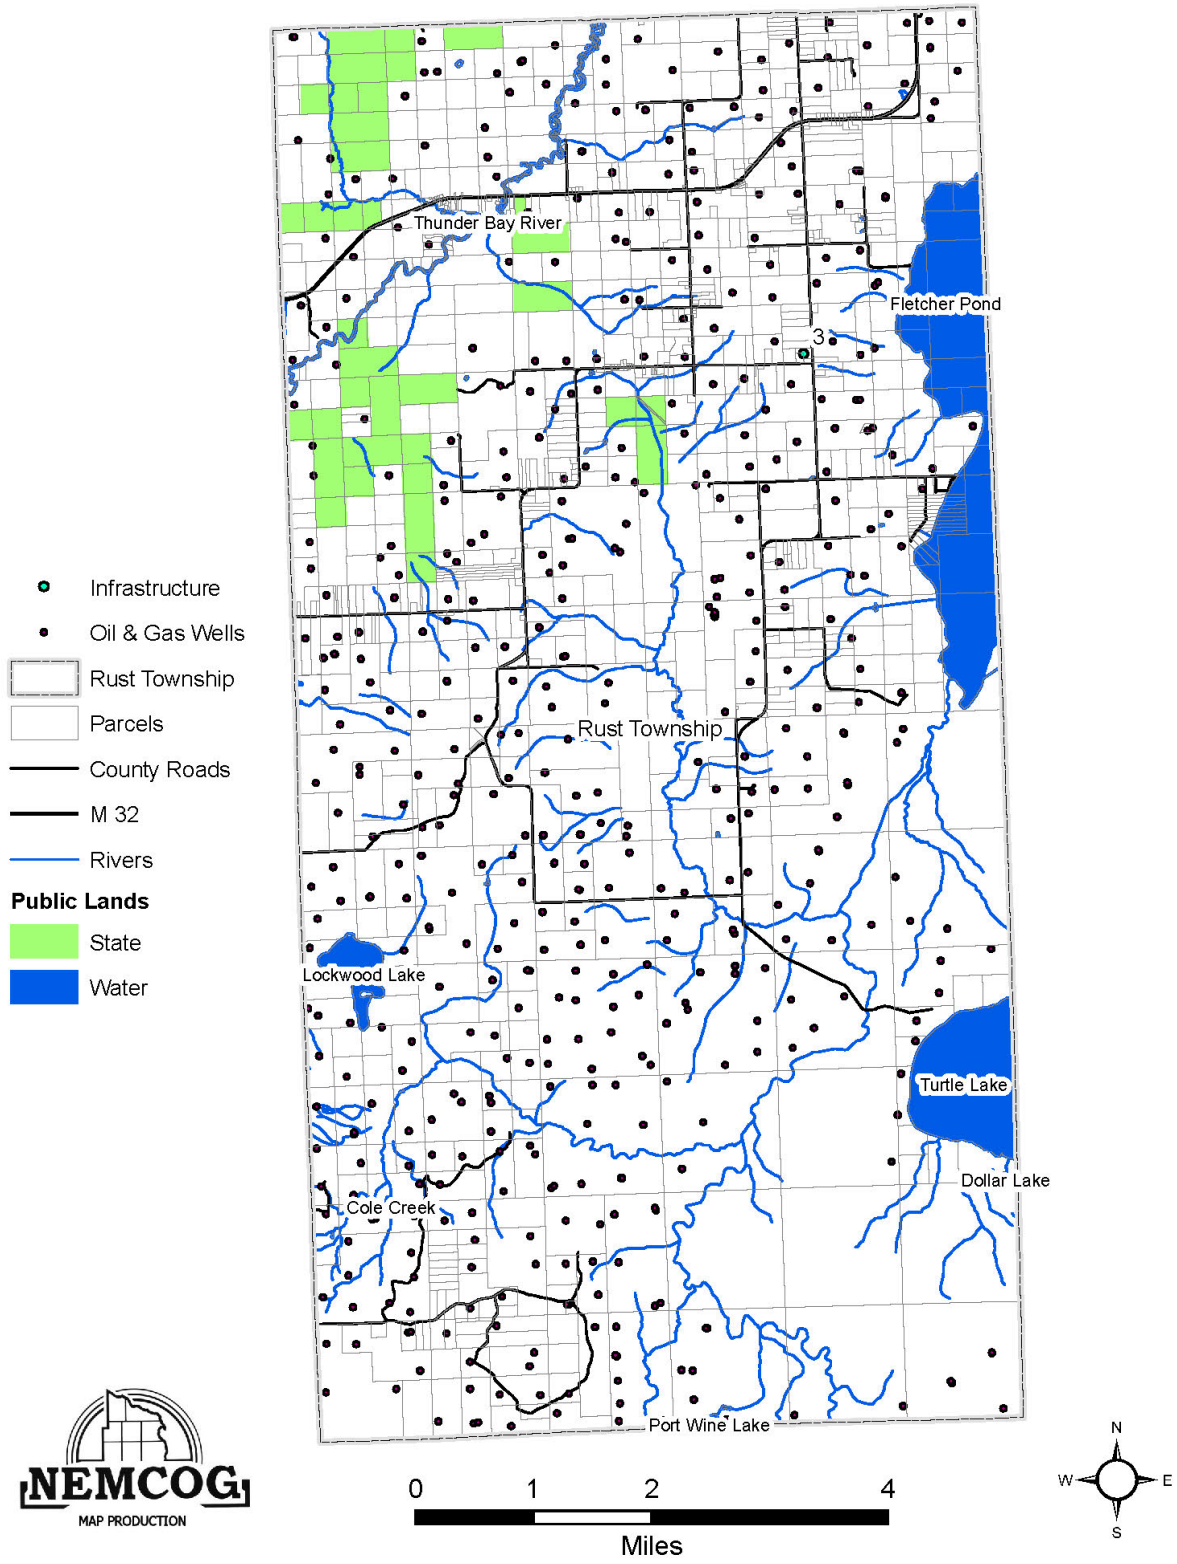 Thunder Bay River
Fletcher Pond
3
Infrastructure
Oil & Gas Wells
Rust Township
Parcels
County Roads
M 32
Rivers
Public Lands
State
Water
Rust Township
Lockwood Lake
Turtle Lake
Dollar Lake
Cole Creek
Port Wine Lake
NEMCOG
MAP PRODUCTION
0 1 2 4
Miles
N
W E
S